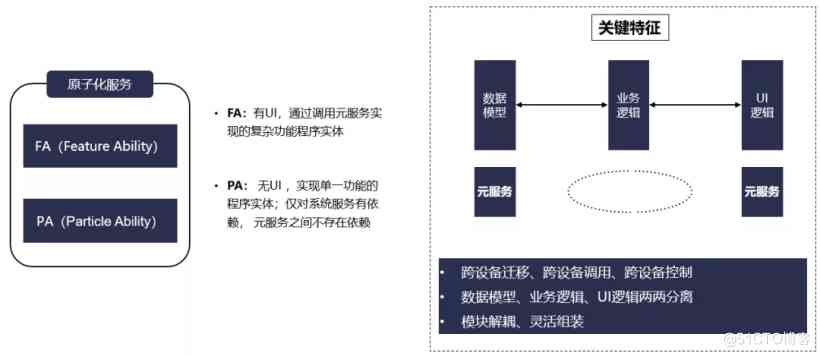 原子化服务
FA（Feature Ability）
PA（Particle Ability）
• FA：有UI，通过调用元服务实
现的复杂功能程序实体
• PA： 无UI ，实现单一功能的
程序实体；仅对系统服务有依
赖， 元服务之间不存在依赖
关键特征
数据
模型
业务
逻辑
UI
逻辑
元服务
元服务
• 跨设备迁移、跨设备调用、跨设备控制
• 数据模型、业务逻辑、UI逻辑两两分离
• 模块解耦、灵活组装
@51CTO博客